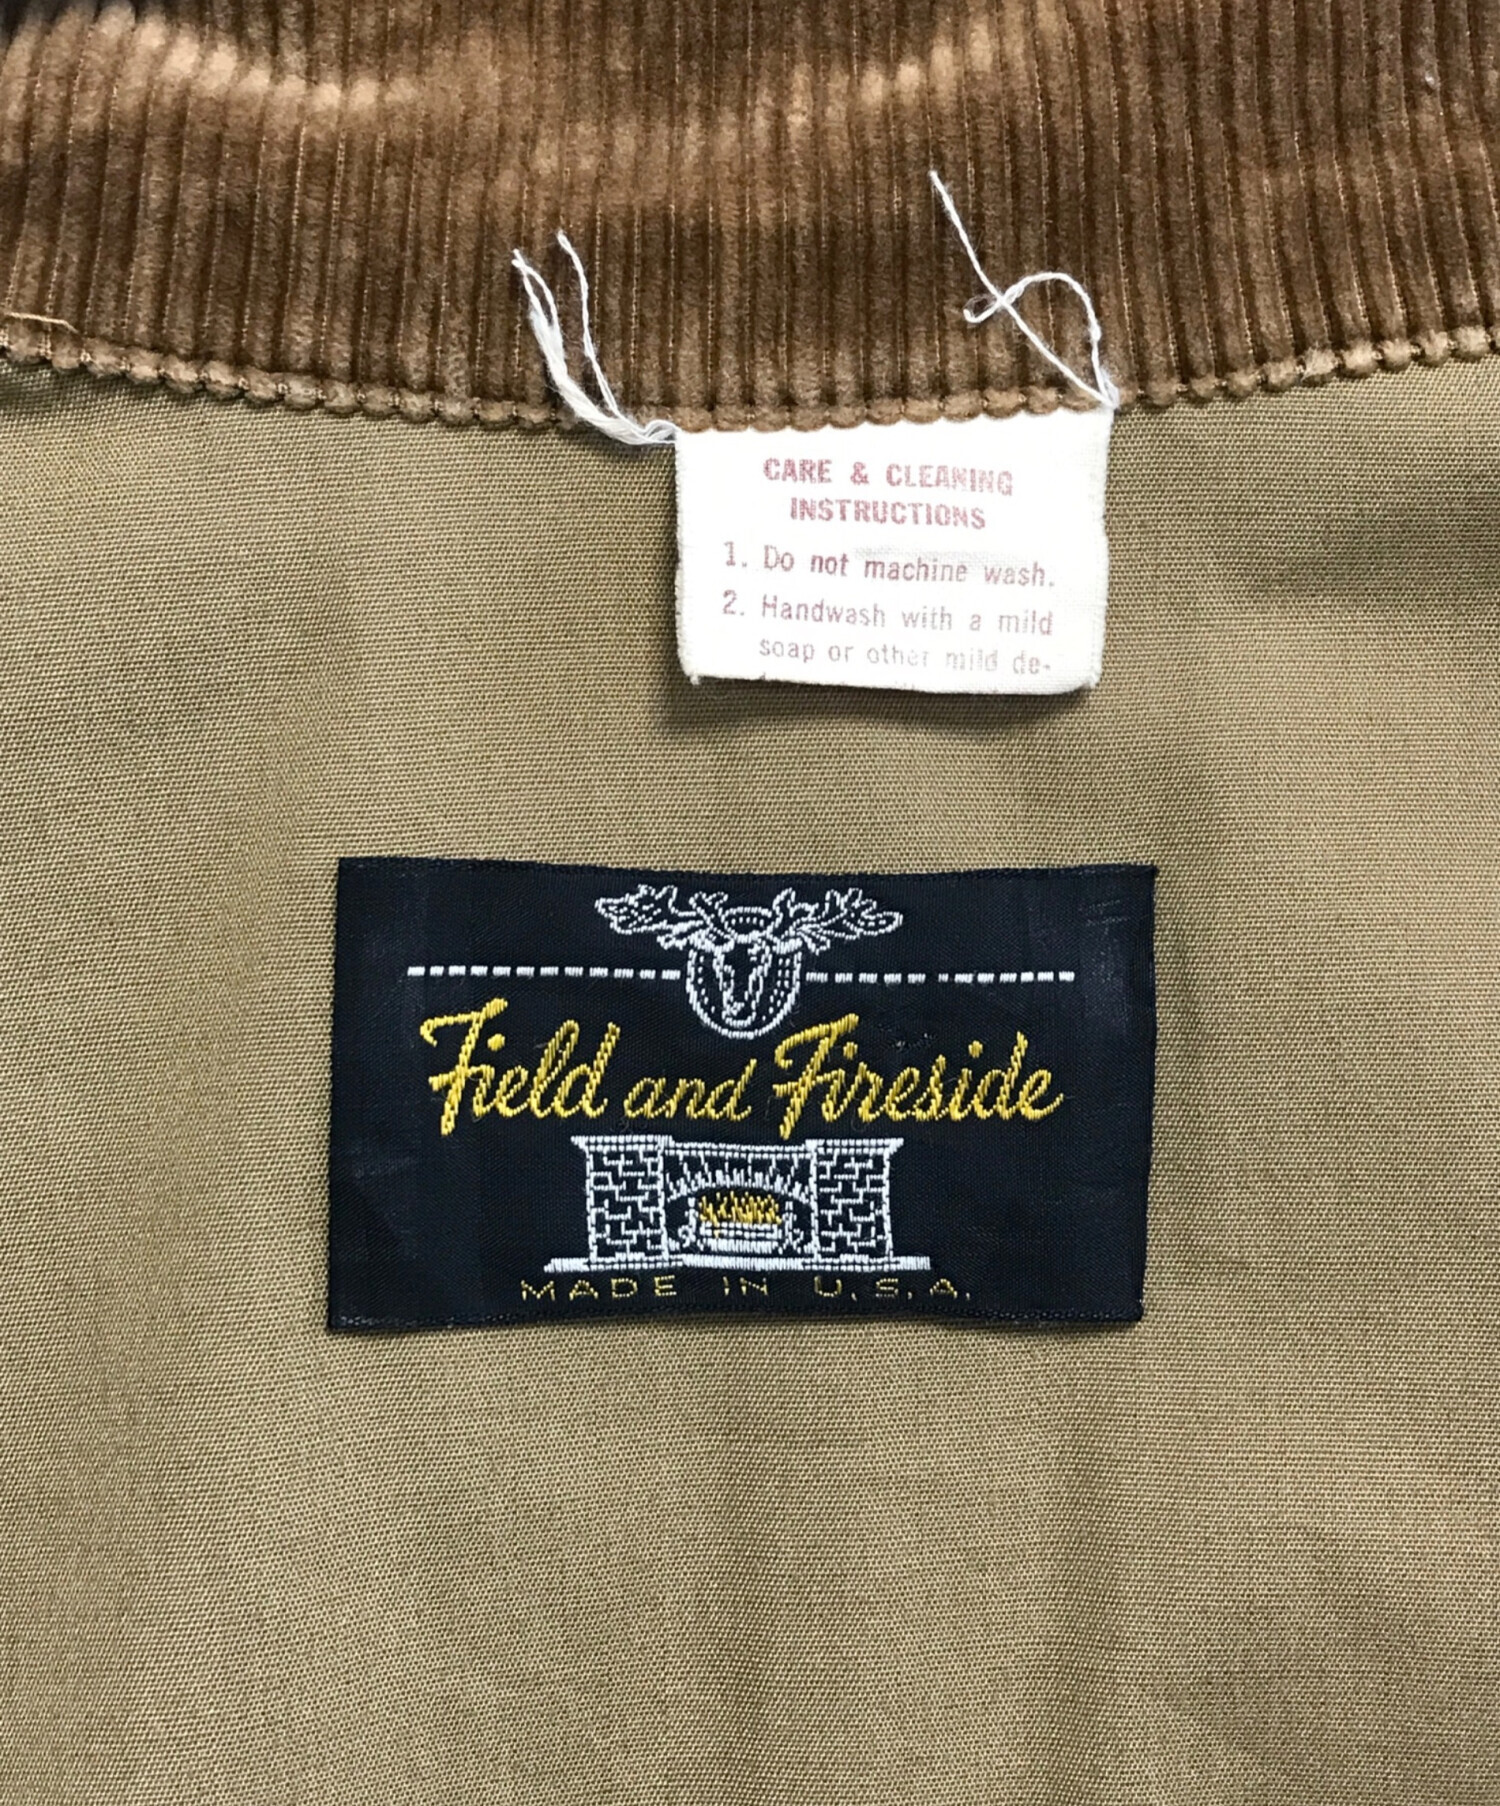 CARE & CLEANING
INSTRUCTIONS
1. Do not machine wash.
2. Handwash with a mild
soap or other mild de-
Field and Fireside
MADE IN U.S.A.